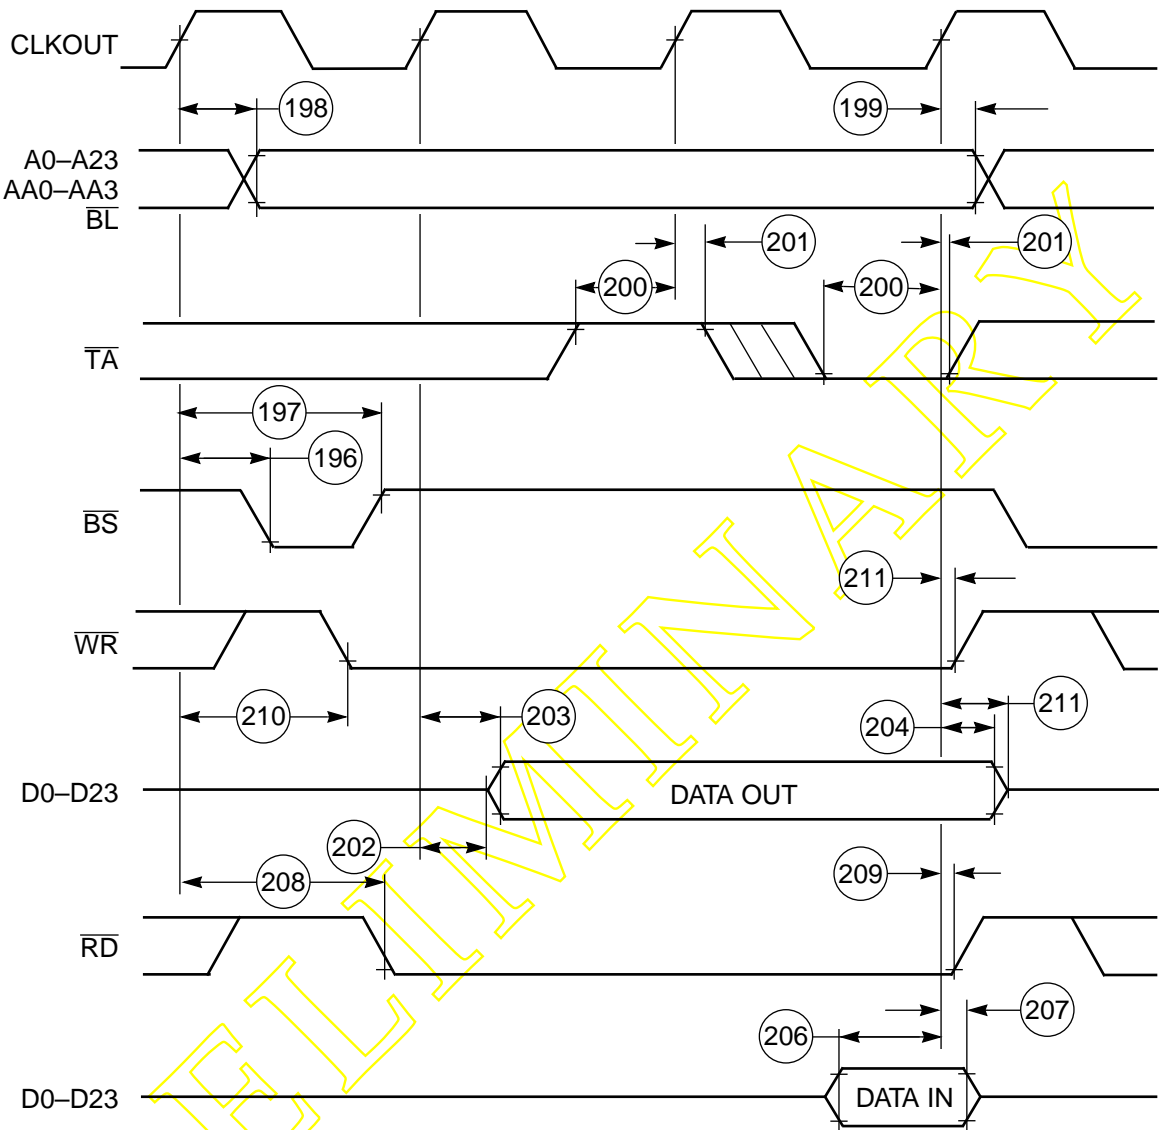 CLKOUT
198
199
A0–A23
AA0–AA3
BL
201
201
200
200
TA
197
196
BS
211
WR
210
203
211
204
D0–D23
DATA OUT
202
208
209
RD
207
206
D0–D23
DATA IN
ELIMINARY